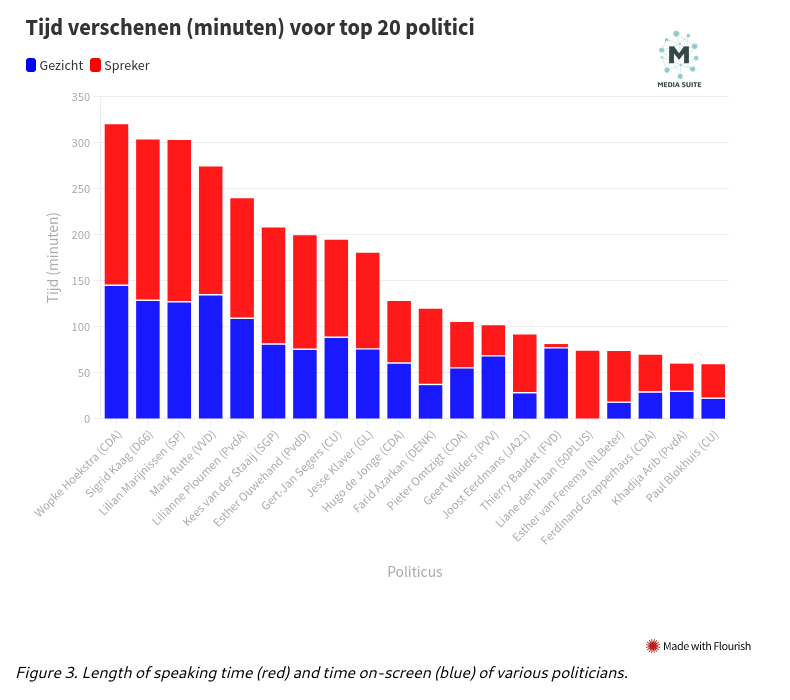 Tijd verschenen (minuten) voor top 20 politici
Gezicht Spreker
M
MEDIA SUITE
350
300
250
200
150
100
50
0
Tijd (minuten)
Wopke Hoekstra (CDA)
Sigrid Kaag (D66)
Lilian Marijnissen (SP)
Mark Rutte (VVD)
Lilianne Ploumen (PvdA)
Kees van der Staaij (SGP)
Esther Ouwehand (PvdD)
Gert-Jan Segers (CU)
Jesse Klaver (GL)
Hugo de Jonge (CDA)
Farid Azarkan (DENK)
Pieter Omtzigt (CDA)
Geert Wilders (PVV)
Joost Eerdmans (JA21)
Thierry Baudet (FVD)
Liane den Haan (50PLUS)
Esther van Fenema (NLBeter)
Ferdinand Grapperhaus (CDA)
Khadija Arib (PvdA)
Paul Blokhuis (CU)
Politicus
Made with Flourish
Figure 3. Length of speaking time (red) and time on-screen (blue) of various politicians.